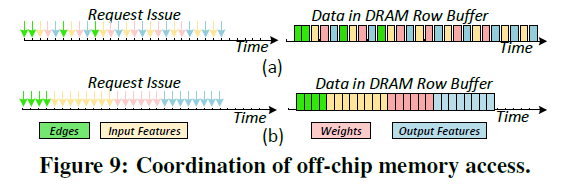 Request Issue
Data in DRAM Row Buffer
Time
Time
(a)
Request Issue
Data in DRAM Row Buffer
Time
Time
(b)
Edges
Input Features
Weights
Output Features
Figure 9: Coordination of off-chip memory access.